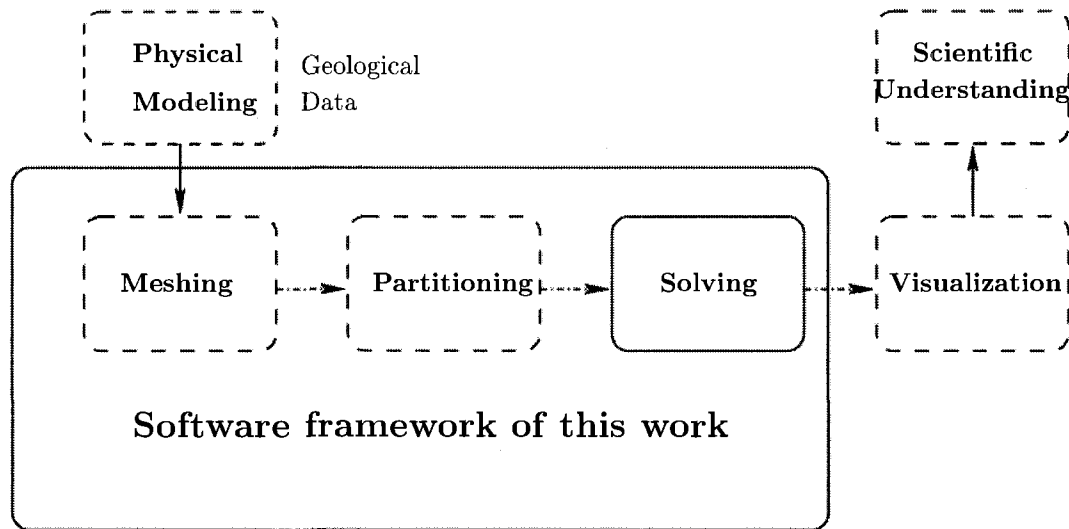 Physical
Modeling
Geological
Data
Scientific
Understanding
Meshing
Partitioning
Solving
Visualization
Software framework of this work